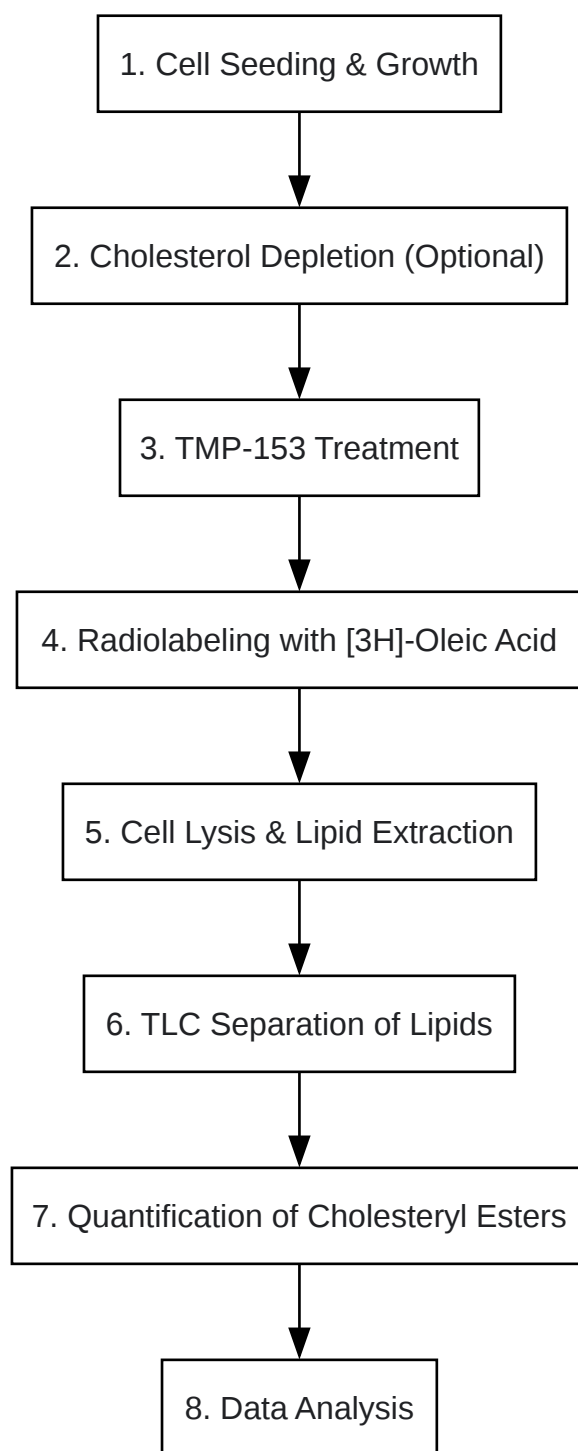 1. Cell Seeding & Growth
2. Cholesterol Depletion (Optional)
3. TMP-153 Treatment
4. Radiolabeling with [3H]-Oleic Acid
5. Cell Lysis & Lipid Extraction
6. TLC Separation of Lipids
7. Quantification of Cholesteryl Esters
8. Data Analysis